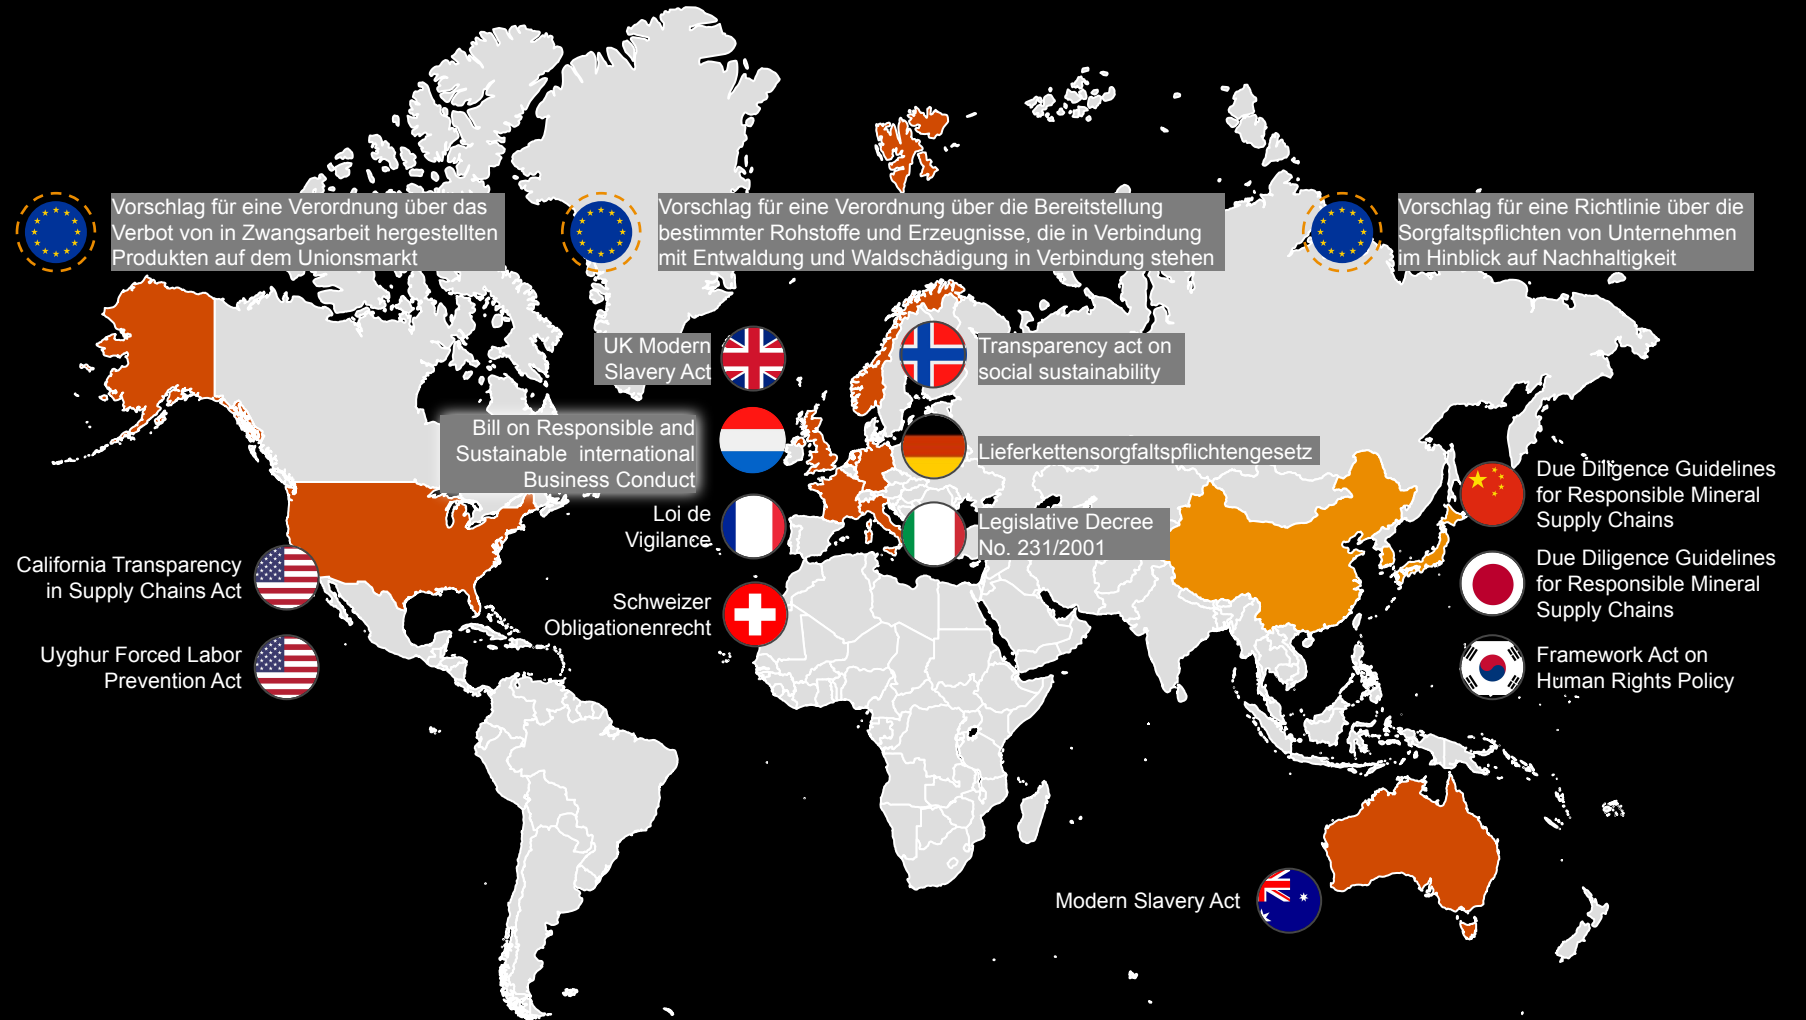 Vorschlag für eine Verordnung über das
Verbot von in Zwangsarbeit hergestellten
Produkten auf dem Unionsmarkt
Vorschlag für eine Verordnung über die Bereitstellung
bestimmter Rohstoffe und Erzeugnisse, die in Verbindung
mit Entwaldung und Waldschädigung in Verbindung stehen
Vorschlag für eine Richtlinie über die
Sorgfaltspflichten von Unternehmen
im Hinblick auf Nachhaltigkeit
UK Modern
Slavery Act
Transparency act on
social sustainability
Bill on Responsible and
Sustainable international
Business Conduct
Lieferkettensorgfaltspflichtengesetz
Loi de
Vigilance
Legislative Decree
No. 231/2001
Schweizer
Obligationenrecht
California Transparency
in Supply Chains Act
Uyghur Forced Labor
Prevention Act
Due Diligence Guidelines
for Responsible Mineral
Supply Chains
Due Diligence Guidelines
for Responsible Mineral
Supply Chains
Framework Act on
Human Rights Policy
Modern Slavery Act